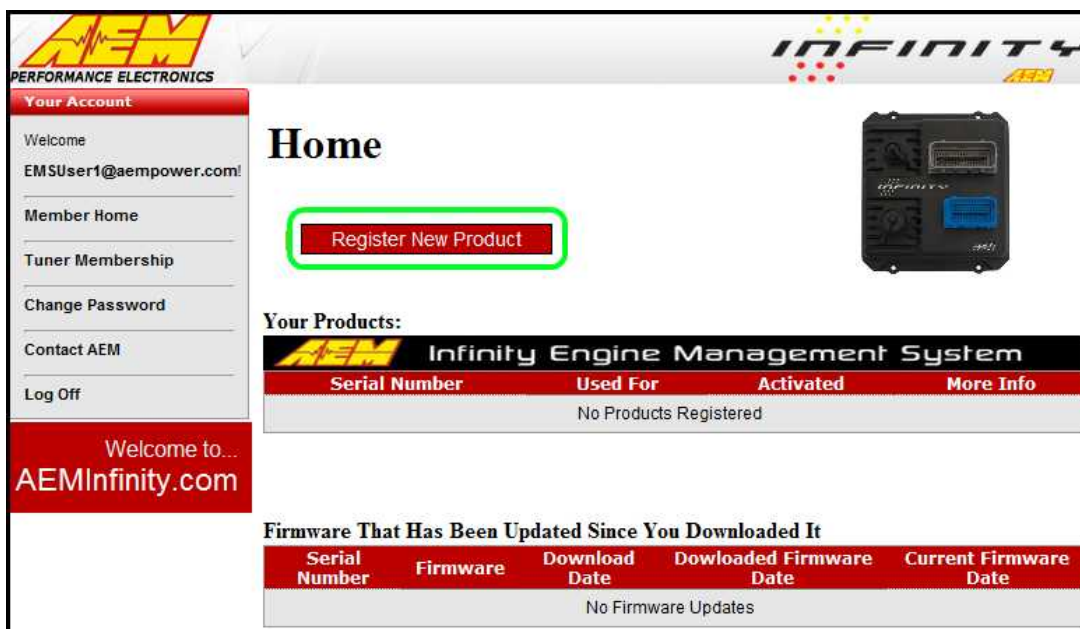 AEM
PERFORMANCE ELECTRONICS
INFINITY
AEM
Your Account
Welcome
EMSUser1@aempower.com!
Member Home
Tuner Membership
Change Password
Contact AEM
Log Off
Welcome to...
AEMInfinity.com
Home
Register New Product
INFINITY
Your Products:
AEM Infinity Engine Management System
Serial Number Used For Activated More Info
No Products Registered
Firmware That Has Been Updated Since You Downloaded It
Serial Number Firmware Download Date Dowloaded Firmware Date Current Firmware Date
No Firmware Updates